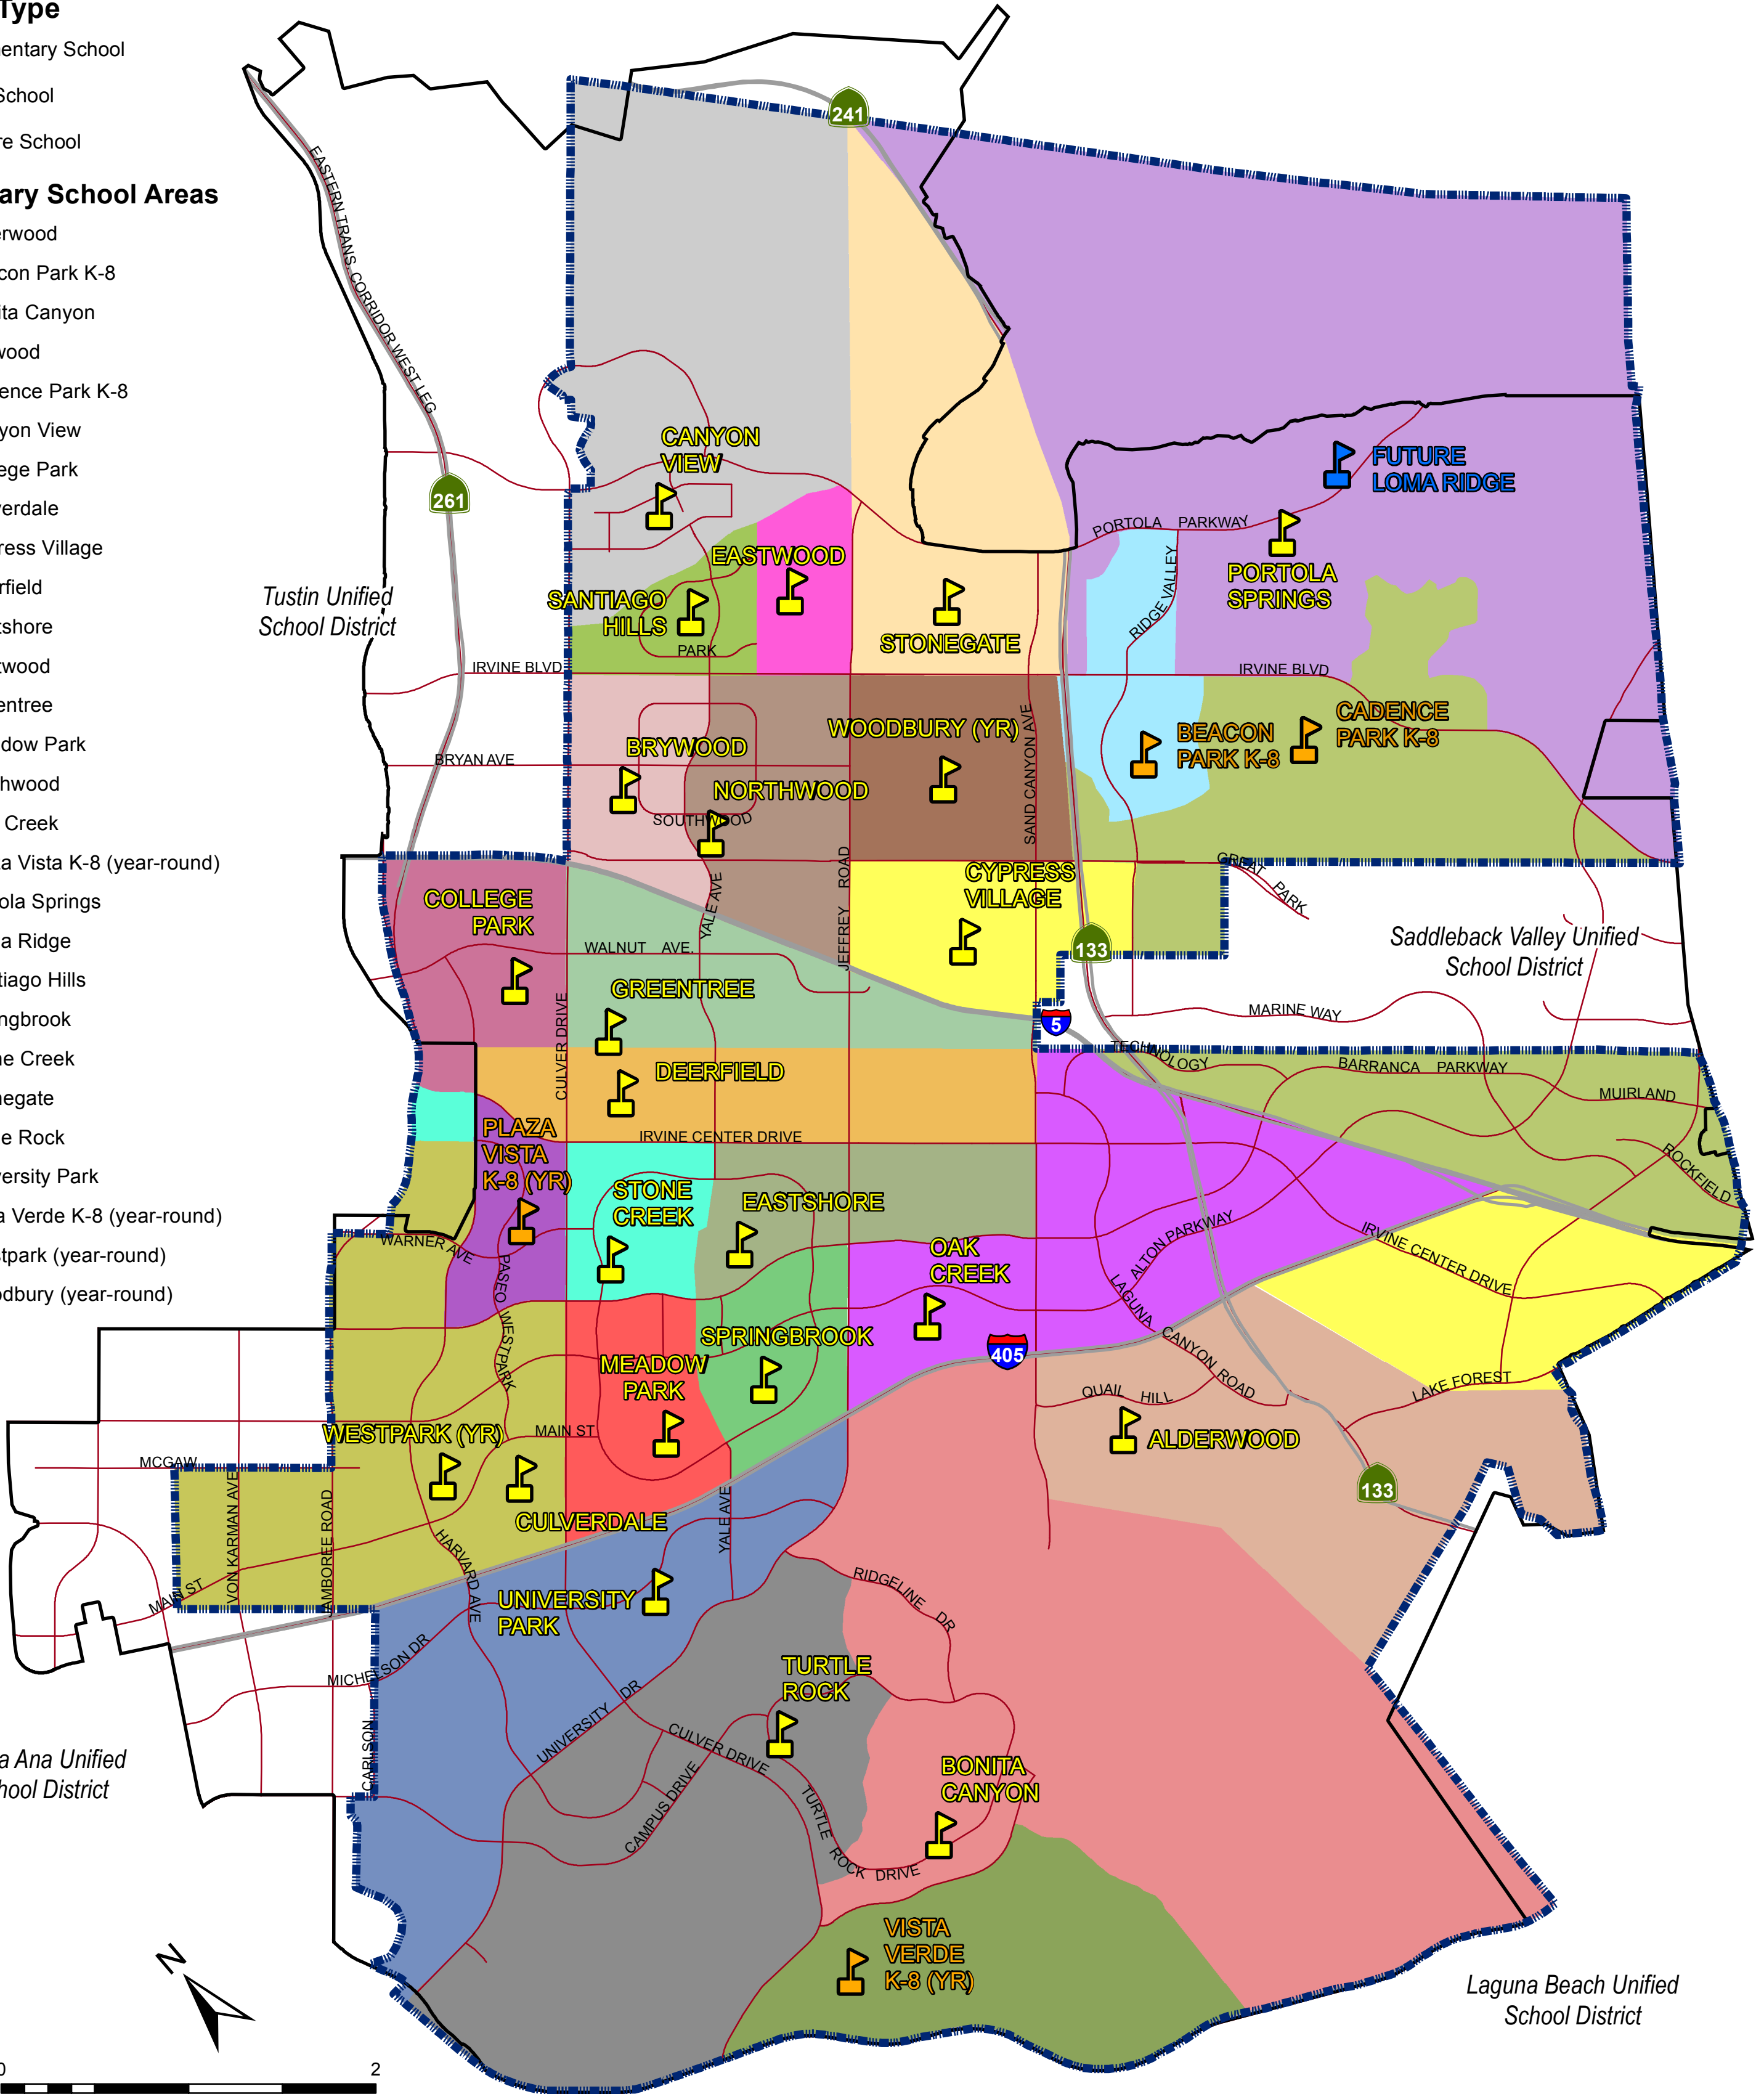 Type
entary School
School
re School
ary School Areas
erwood
con Park K-8
ita Canyon
wood
ence Park K-8
yon View
ege Park
verdale
ress Village
rfield
tshore
twood
entree
dow Park
hwood
Creek
a Vista K-8 (year-round)
ola Springs
a Ridge
tiago Hills
ngbrook
ne Creek
negate
e Rock
versity Park
a Verde K-8 (year-round)
tpark (year-round)
odbury (year-round)
241
EASTERN TRANS. CORRIDOR WEST LEG
261
CANYON
VIEW
FUTURE
LOMA RIDGE
PORTOLA PARKWAY
EASTWOOD
SANTIAGO
HILLS
PARK
STONEGATE
RIDGE VALLEY
PORTOLA
SPRINGS
Tustin Unified
School District
IRVINE BLVD
IRVINE BLVD
BRYWOOD
WOODBURY (YR)
SAND CANYON AVE
BEACON
PARK K-8
CADENCE
PARK K-8
BRYAN AVE
NORTHWOOD
SOUTHWOOD
GREAT PARK
COLLEGE
PARK
YALE AVE
JEFFREY ROAD
CYPRESS
VILLAGE
133
Saddleback Valley Unified
School District
WALNUT AVE.
GREENTREE
CULVER DRIVE
5
MARINE WAY
TECHNOLOGY
BARRANCA PARKWAY
MUIRLAND
ROCKFIELD
DEERFIELD
IRVINE CENTER DRIVE
PLAZA
VISTA
K-8 (YR)
STONE
CREEK
EASTSHORE
WARNER AVE
PASEO WESTPARK
OAK
CREEK
ALTON PARKWAY
LAGUNA CANYON ROAD
IRVINE CENTER DRIVE
405
SPRINGBROOK
MEADOW
PARK
QUAIL HILL
LAKE FOREST
ALDERWOOD
133
WESTPARK (YR)
MAIN ST
MCGAW
CULVERDALE
VON KARMAN AVE
JAMBOREE ROAD
HARVARD AVE
YALE AVE
MAIN ST
UNIVERSITY
PARK
RIDGELINE DR
MICHELSON DR
TURTLE
ROCK
UNIVERSITY DR
CULVER DRIVE
CAMPUS DRIVE
TURTLE ROCK DRIVE
CARLSON
a Ana Unified
hool District
BONITA
CANYON
VISTA
VERDE
K-8 (YR)
N
Laguna Beach Unified
School District
0 2